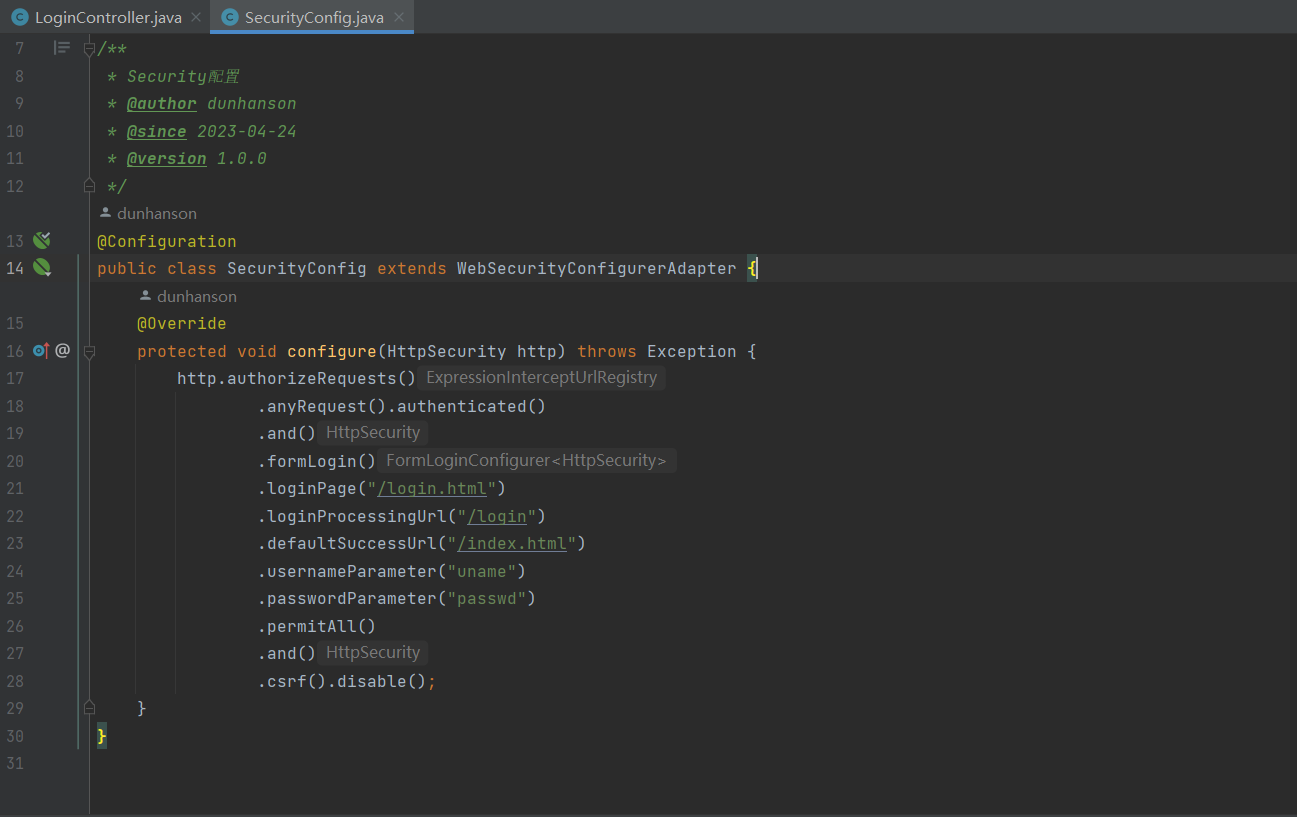 LoginController.java
SecurityConfig.java
7 /**
8 * Security配置
9 * @author dunhanson
10 * @since 2023-04-24
11 * @version 1.0.0
12 */
dunhanson
13 @Configuration
14 public class SecurityConfig extends WebSecurityConfigurerAdapter {
dunhanson
15 @Override
16 @ protected void configure(HttpSecurity http) throws Exception {
17 http.authorizeRequests() ExpressionInterceptUrlRegistry
18 .anyRequest().authenticated()
19 .and() HttpSecurity
20 .formLogin() FormLoginConfigurer<HttpSecurity>
21 .loginPage("/login.html")
22 .loginProcessingUrl("/login")
23 .defaultSuccessUrl("/index.html")
24 .usernameParameter("uname")
25 .passwordParameter("passwd")
26 .permitAll()
27 .and() HttpSecurity
28 .csrf().disable();
29 }
30 }
31